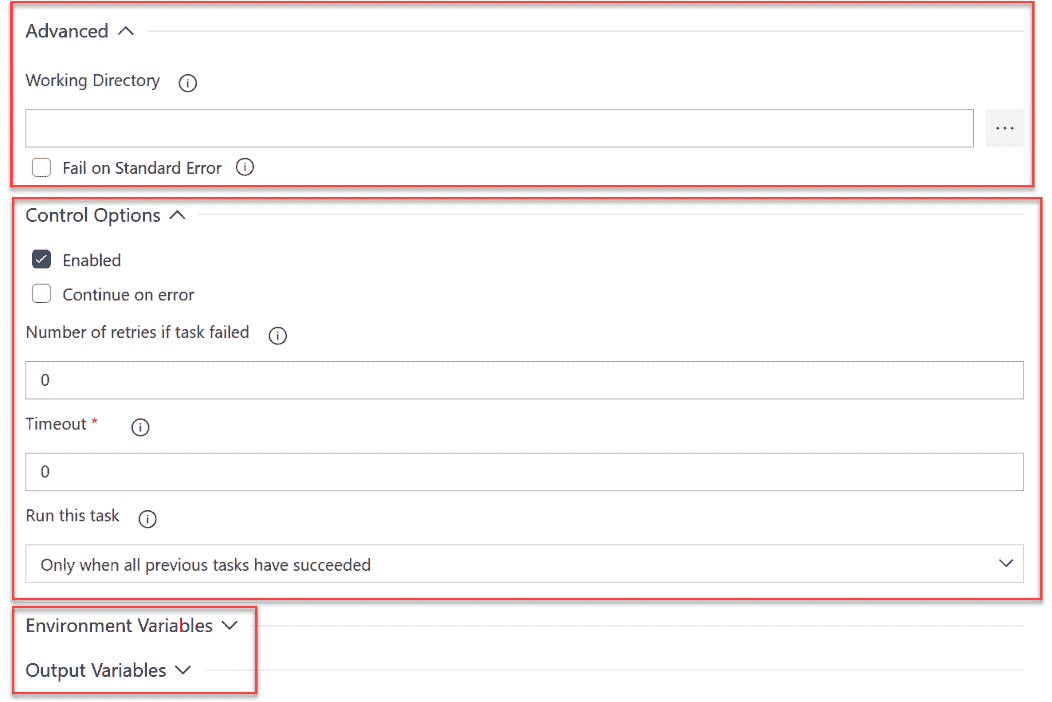 Advanced
Working Directory
...
Fail on Standard Error
Control Options
Enabled
Continue on error
Number of retries if task failed
0
Timeout *
0
Run this task
Only when all previous tasks have succeeded
Environment Variables
Output Variables